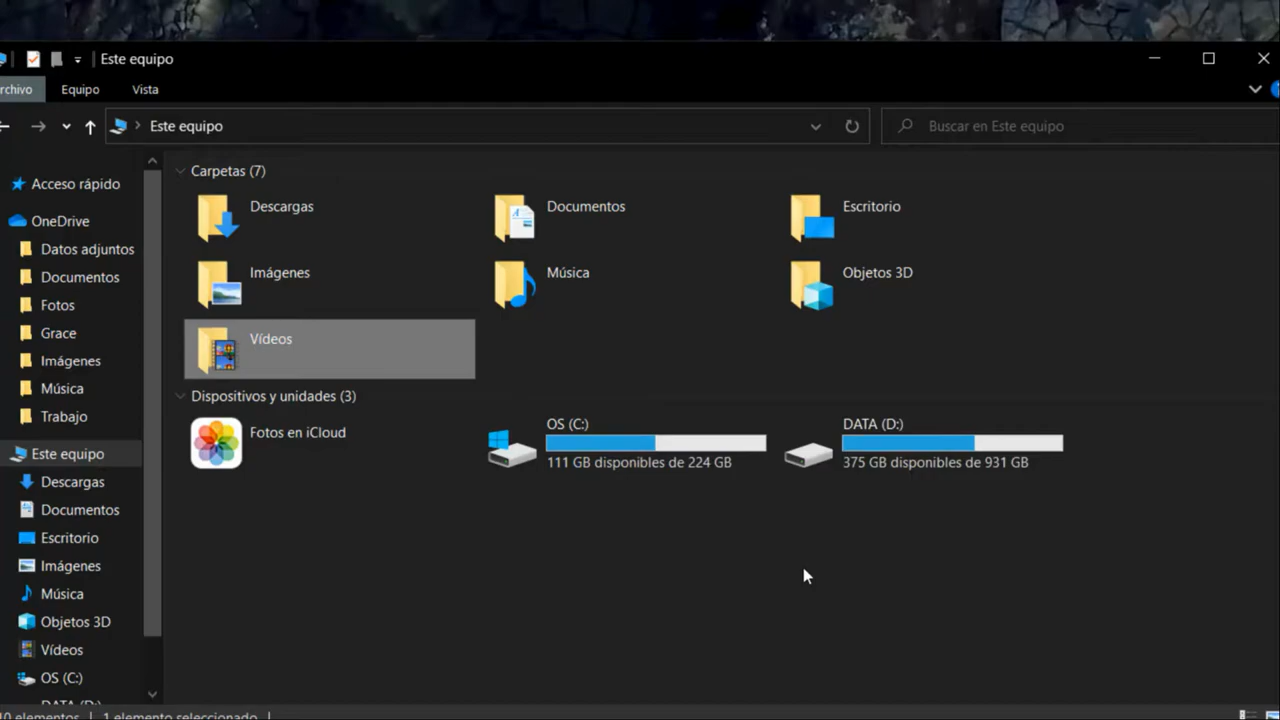 Este equipo
rchivo Equipo Vista
Este equipo Buscar en Este equipo
Acceso rápido
OneDrive
Datos adjuntos
Documentos
Fotos
Grace
Imágenes
Música
Trabajo
Este equipo
Descargas
Documentos
Escritorio
Imágenes
Música
Objetos 3D
Vídeos
OS (C:)
DATA (D:)
Carpetas (7)
Descargas Documentos Escritorio
Imágenes Música Objetos 3D
Vídeos
Dispositivos y unidades (3)
Fotos en iCloud
OS (C:)
111 GB disponibles de 224 GB
DATA (D:)
375 GB disponibles de 931 GB
10 elementos 1 elemento seleccionado